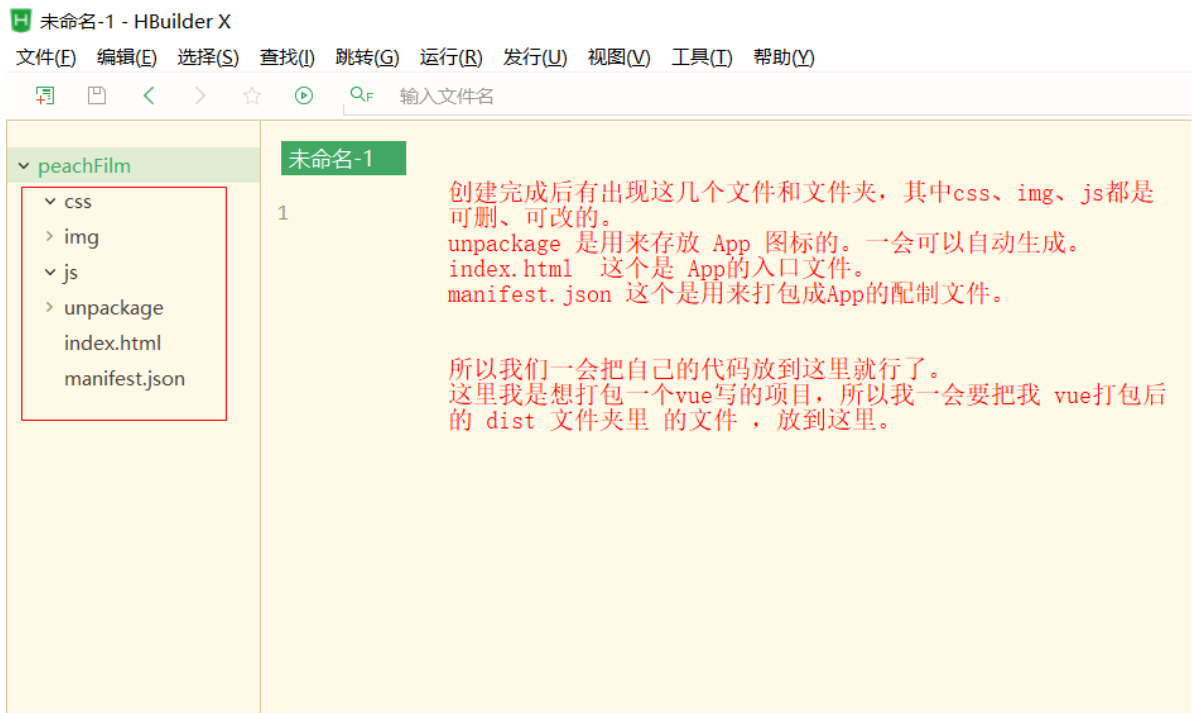 未命名-1 - HBuilder X
文件(F) 编辑(E) 选择(S) 查找(I) 跳转(G) 运行(R) 发行(U) 视图(V) 工具(T) 帮助(Y)
输入文件名
peachFilm
css
img
js
unpackage
index.html
manifest.json
未命名-1
1
创建完成后有出现这几个文件和文件夹，其中css、img、js都是
可删、可改的。
unpackage 是用来存放 App 图标的。一会可以自动生成。
index.html 这个是 App的入口文件。
manifest.json 这个是用来打包成App的配制文件。
所以我们一会把自己的代码放到这里就行了。
这里我是想打包一个vue写的项目，所以我一会要把我 vue打包后
的 dist 文件夹里 的文件 ，放到这里。